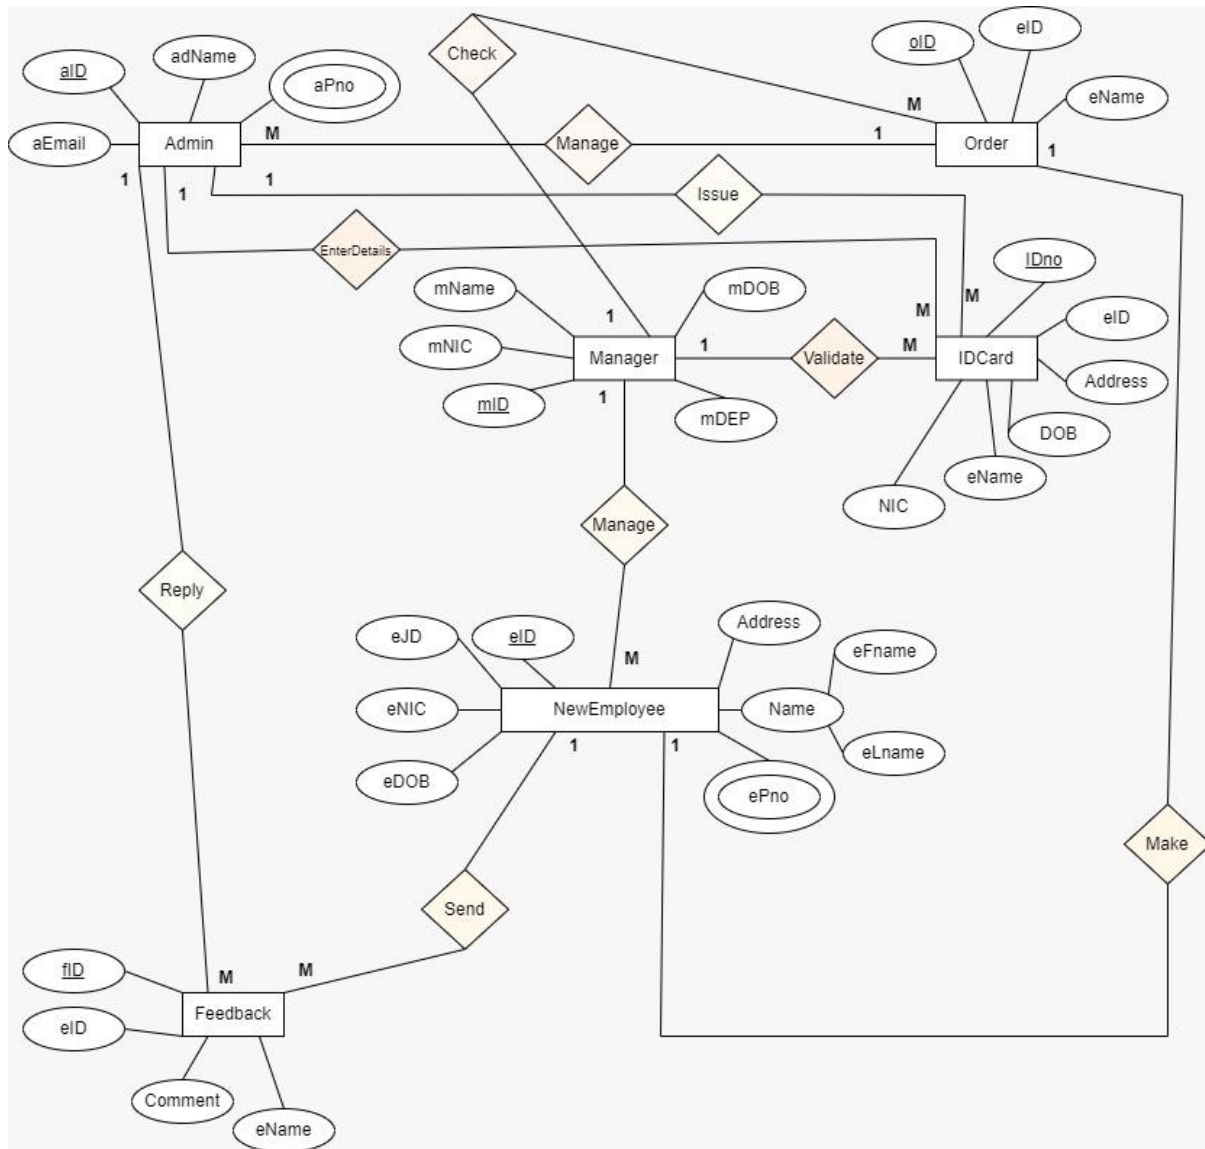 Check
oID
eID
adName
aID
aPno
eName
M
aEmail
Admin
M
Manage
1
Order
1
1
1
1
Issue
EnterDetails
IDno
mName
mDOB
M
M
1
eID
mNIC
Manager
1
Validate
M
IDCard
Address
mID
1
mDEP
DOB
eName
NIC
Manage
Reply
eJD
eID
Address
eFname
M
eNIC
NewEmployee
Name
1
1
eLname
eDOB
ePno
Make
Send
fID
M
M
Feedback
eID
Comment
eName